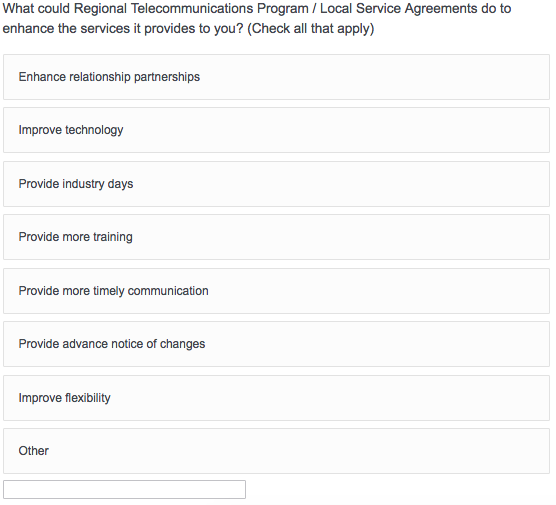 What could Regional Telecommunications Program / Local Service Agreements do to
enhance the services it provides to you? (Check all that apply)
Enhance relationship partnerships
Improve technology
Provide industry days
Provide more training
Provide more timely communication
Provide advance notice of changes
Improve flexibility
Other